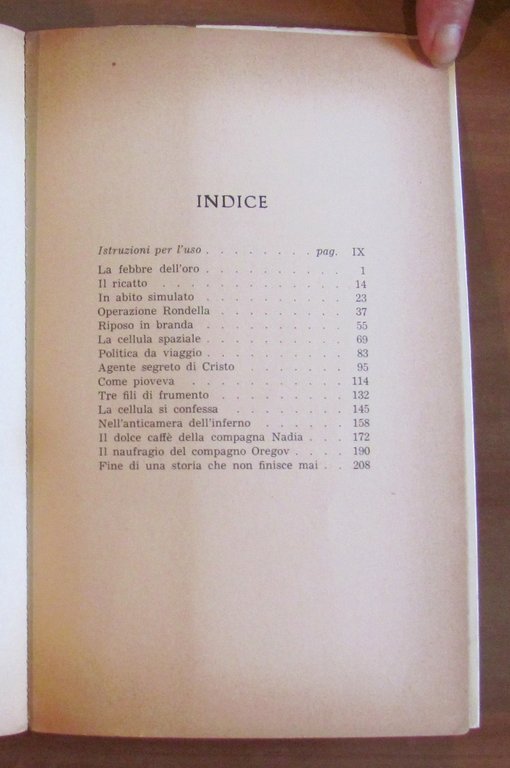 INDICE
Istruzioni per l'uso . . . . . . . . pag. IX
La febbre dell'oro . . . . . . . . . . . 1
Il ricatto . . . . . . . . . . . . . 14
In abito simulato . . . . . . . . . . . 23
Operazione Rondella . . . . . . . . . . 37
Riposo in branda . . . . . . . . . . . 55
La cellula spaziale . . . . . . . . . . . 69
Politica da viaggio . . . . . . . . . . . 83
Agente segreto di Cristo . . . . . . . . 95
Come pioveva . . . . . . . . . . . . 114
Tre fili di frumento . . . . . . . . . . 132
La cellula si confessa . . . . . . . . . 145
Nell'anticamera dell'inferno . . . . . . . 158
Il dolce caffè della compagna Nadia . . . 172
Il naufragio del compagno Oregov . . . . 190
Fine di una storia che non finisce mai . . 208